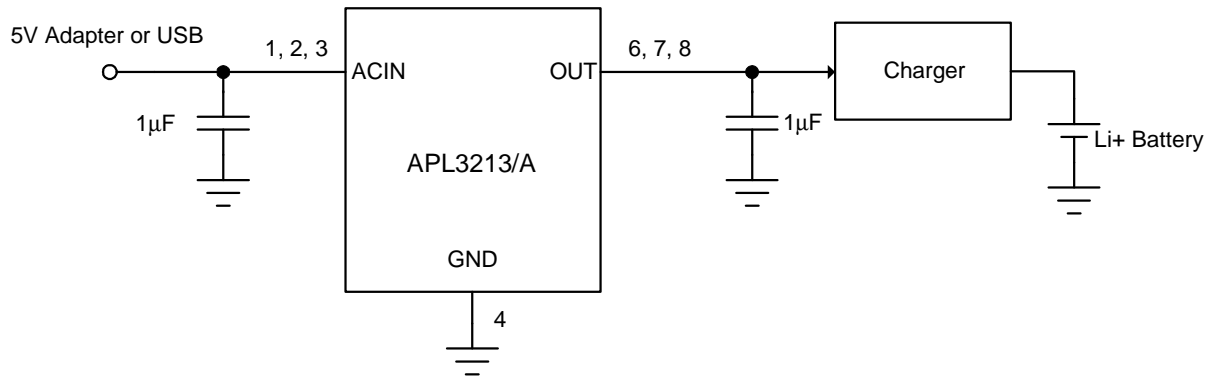 5V Adapter or USB
1, 2, 3
ACIN
OUT
6, 7, 8
Charger
1μF
1μF
APL3213/A
Li+ Battery
GND
4